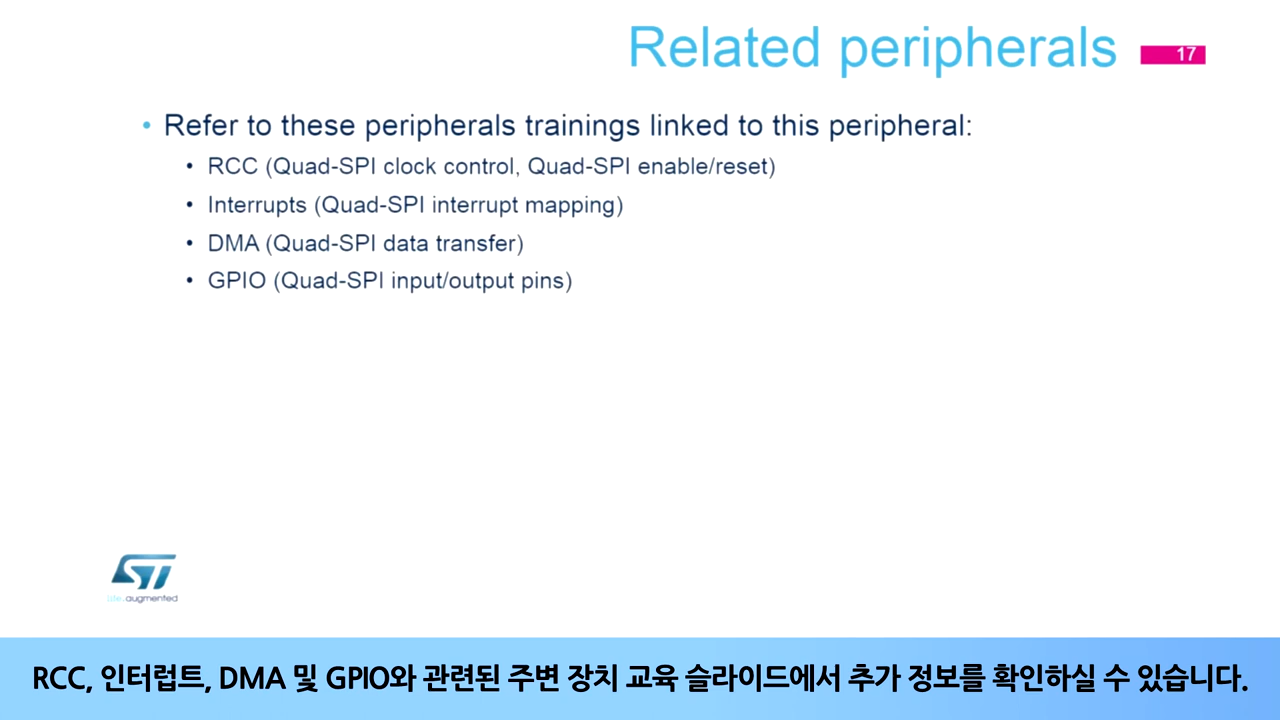 Related peripherals
17
• Refer to these peripherals trainings linked to this peripheral:
• RCC (Quad-SPI clock control, Quad-SPI enable/reset)
• Interrupts (Quad-SPI interrupt mapping)
• DMA (Quad-SPI data transfer)
• GPIO (Quad-SPI input/output pins)
ST
life.augmented
RCC, 인터럽트, DMA 및 GPIO와 관련된 주변 장치 교육 슬라이드에서 추가 정보를 확인하실 수 있습니다.